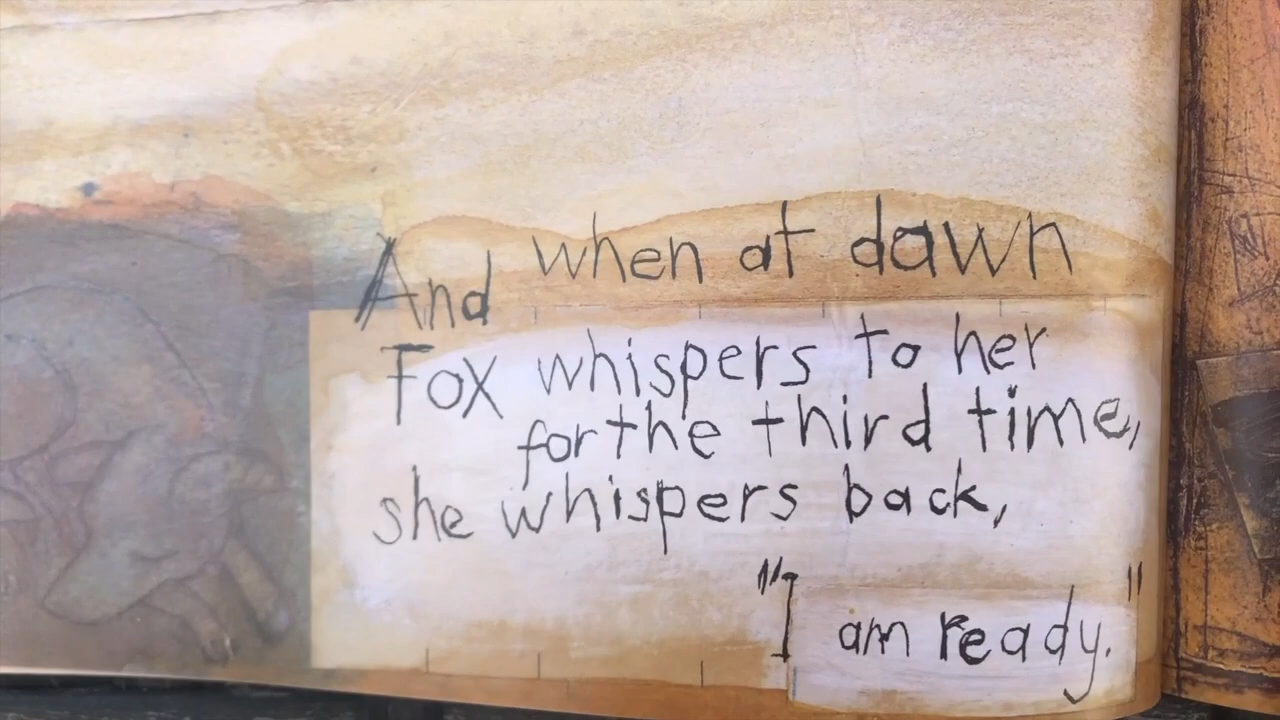 And when at dawn
Fox whispers to her
for the third time,
she whispers back,
"I am ready."